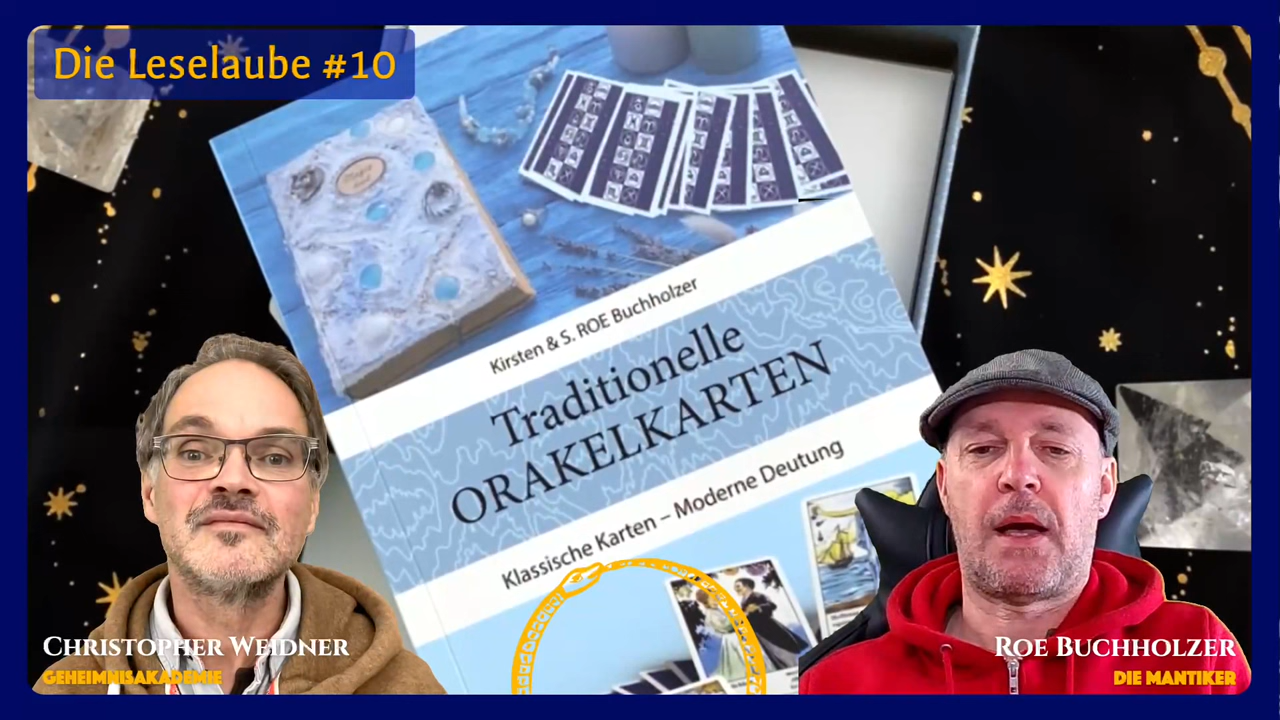 Die Leselaube #10
Kirsten & S. ROE Buchholzer
Traditionelle
ORAKELKARTEN
Klassische Karten – Moderne Deutung
CHRISTOPHER WEIDNER
GEHEIMNISAKADEMIE
ROE BUCHHOLZER
DIE MANTIKER